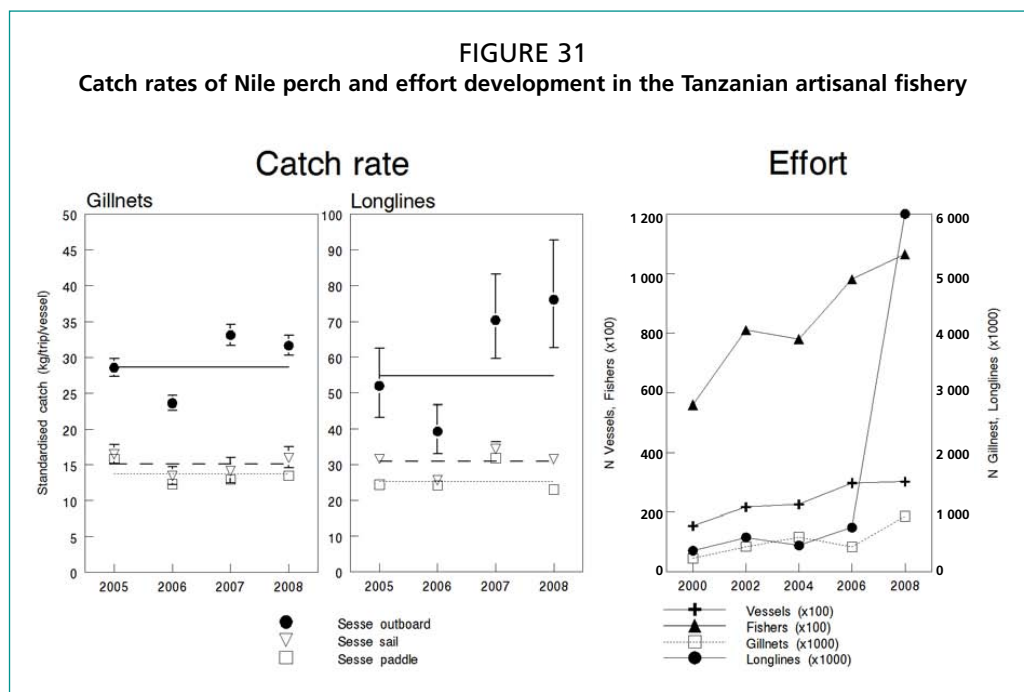 FIGURE 31
Catch rates of Nile perch and effort development in the Tanzanian artisanal fishery
Catch rate
Effort
Gillnets
Longlines
Standardised catch (kg/trip/vessel)
50
45
40
35
30
25
20
15
10
5
0
2005 2006 2007 2008
100
90
80
70
60
50
40
30
20
10
0
2005 2006 2007 2008
Sesse outboard
Sesse sail
Sesse paddle
N Vessels, Fishers (x100)
1 200
1 000
800
600
400
200
0
2000 2002 2004 2006 2008
6 000
5 000
4 000
3 000
2 000
1 000
0
N Gillnest, Longlines (x1000)
Vessels (x100)
Fishers (x100)
Gillnets (x1000)
Longlines (x1000)